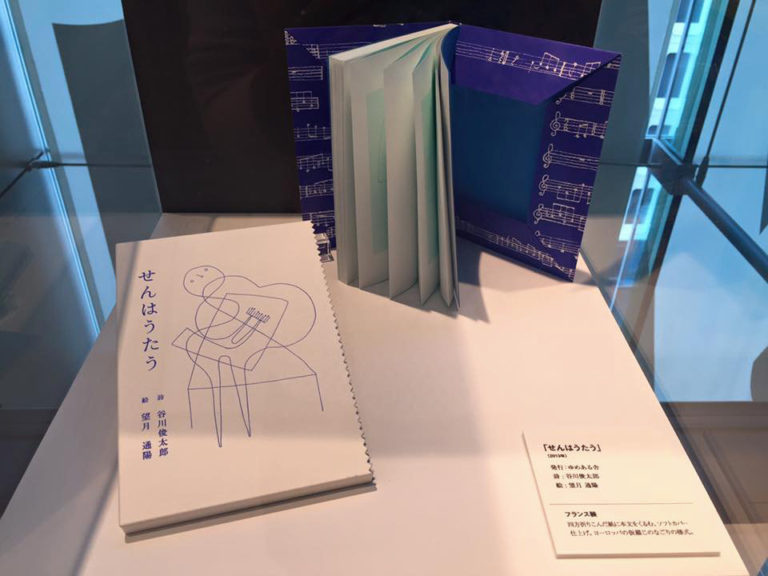 せんはうたう
詩 谷川俊太郎
絵 望月 通陽
「せんはうたう」
(2013年)
発行:ゆめある舎
詩:谷川俊太郎
絵:望月 通陽
フランス装
四方折りこんだ紙に本文をくるむ、ソフトカバー
仕上げ。ヨーロッパの仮綴じのなごりの様式。